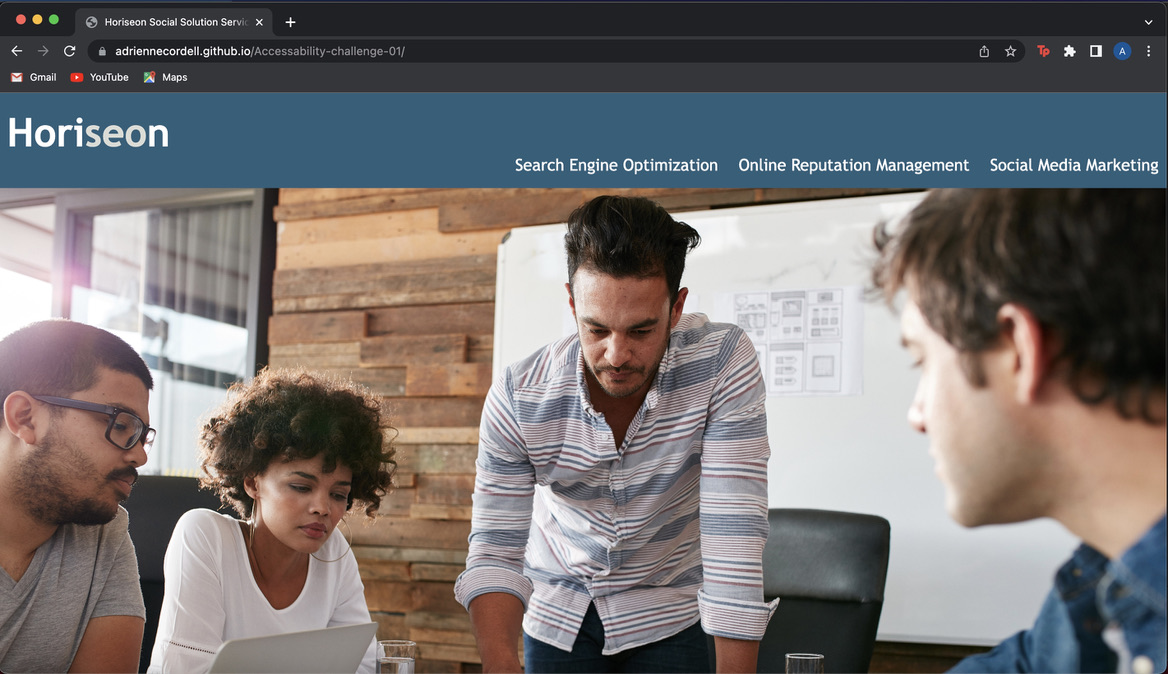 Horiseon Social Solution Servic
adriennecordell.github.io/Accessability-challenge-01/
Tp
A
Gmail YouTube Maps
Horiseon
Search Engine Optimization Online Reputation Management Social Media Marketing